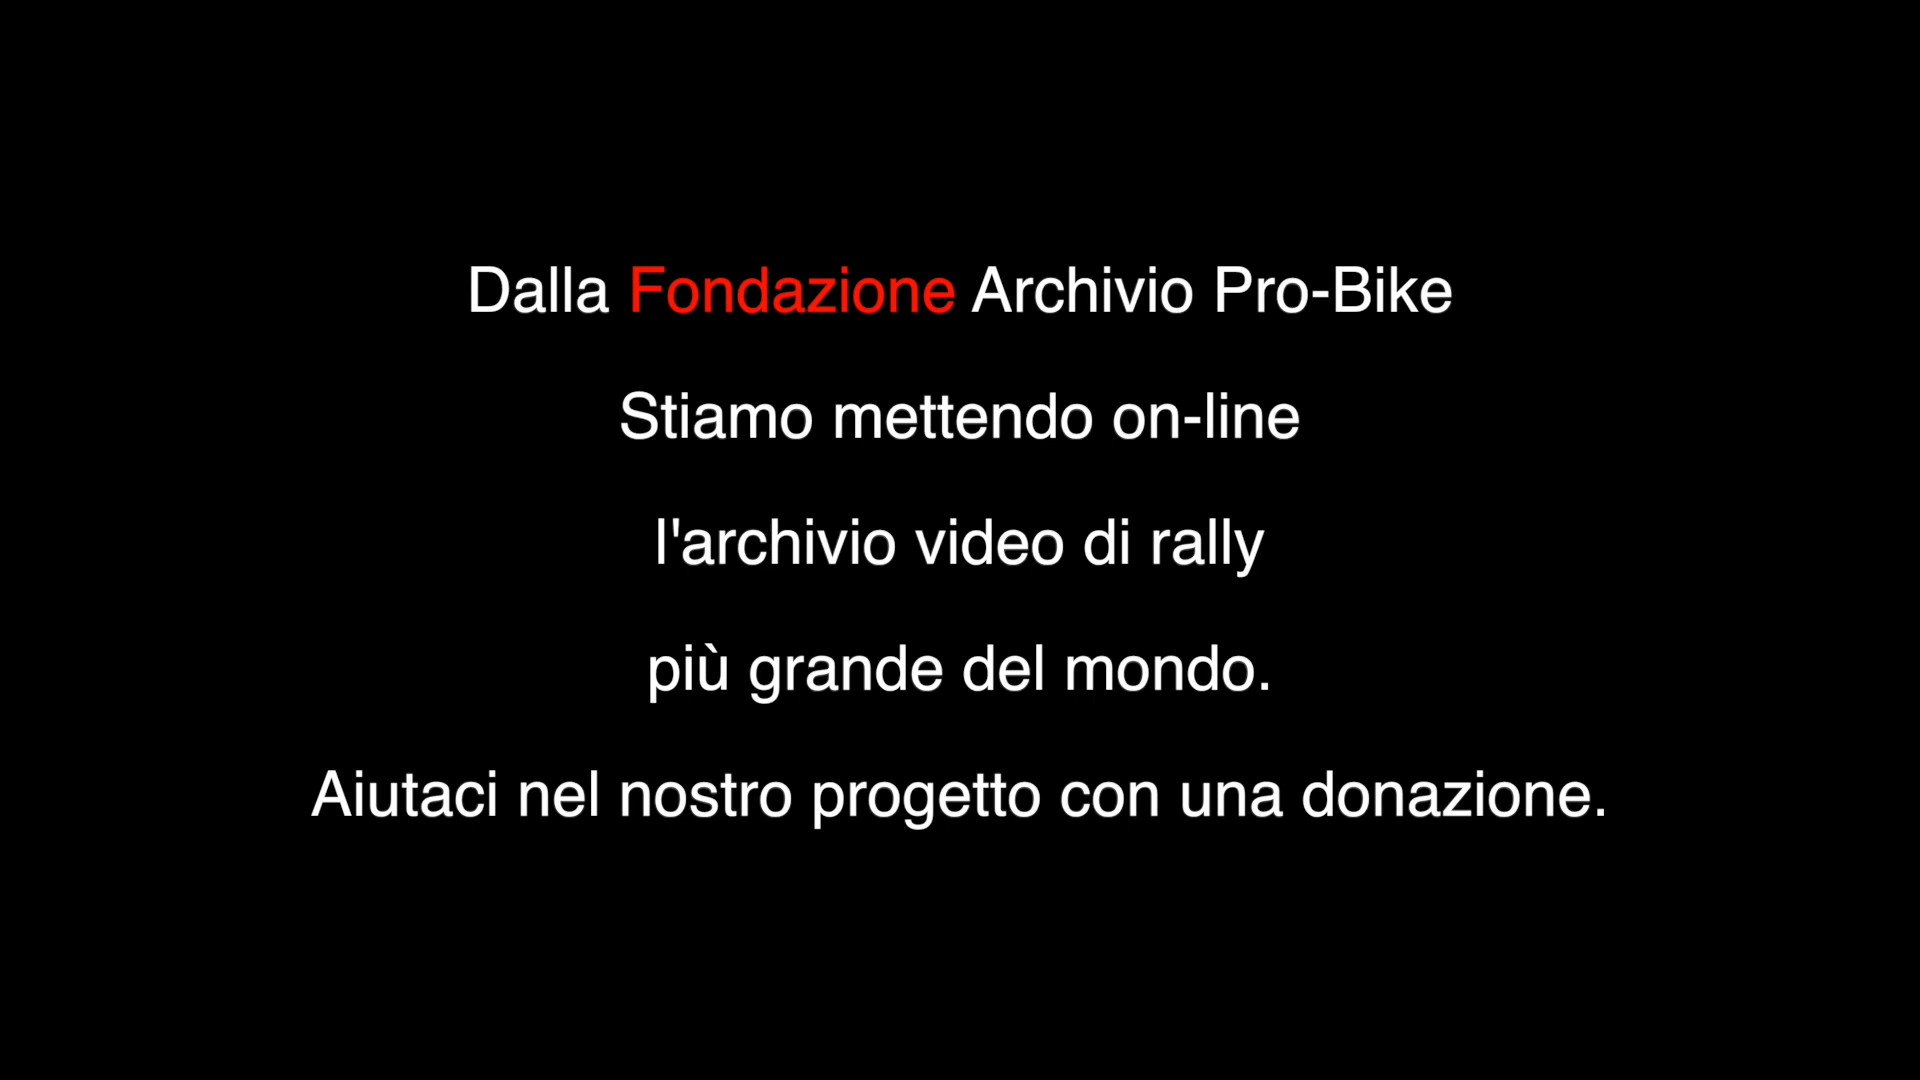 Dalla Fondazione Archivio Pro-Bike
Stiamo mettendo on-line
l'archivio video di rally
più grande del mondo.
Aiutaci nel nostro progetto con una donazione.